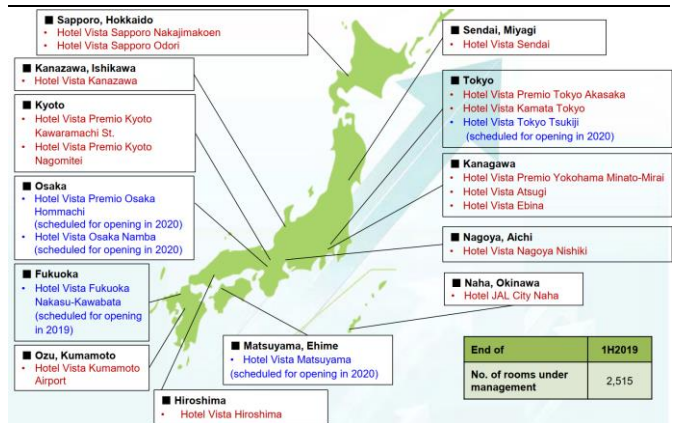 ■ Sapporo, Hokkaido
• Hotel Vista Sapporo Nakajimakoen
• Hotel Vista Sapporo Odori
■ Kanazawa, Ishikawa
• Hotel Vista Kanazawa
■ Kyoto
• Hotel Vista Premio Kyoto
Kawaramachi St.
• Hotel Vista Premio Kyoto
Nagomitei
■ Osaka
• Hotel Vista Premio Osaka
Hommachi
(scheduled for opening in 2020)
• Hotel Vista Osaka Namba
(scheduled for opening in 2020)
■ Fukuoka
• Hotel Vista Fukuoka
Nakasu-Kawabata
(scheduled for opening
in 2019)
■ Ozu, Kumamoto
• Hotel Vista Kumamoto
Airport
■ Hiroshima
• Hotel Vista Hiroshima
■ Matsuyama, Ehime
• Hotel Vista Matsuyama
(scheduled for opening in 2020)
■ Sendai, Miyagi
• Hotel Vista Sendai
■ Tokyo
• Hotel Vista Premio Tokyo Akasaka
• Hotel Vista Kamata Tokyo
• Hotel Vista Tokyo Tsukiji
(scheduled for opening in 2020)
■ Kanagawa
• Hotel Vista Premio Yokohama Minato-Mirai
• Hotel Vista Atsugi
• Hotel Vista Ebina
■ Nagoya, Aichi
• Hotel Vista Nagoya Nishiki
■ Naha, Okinawa
• Hotel JAL City Naha
End of 1H2019
No. of rooms under
management 2,515